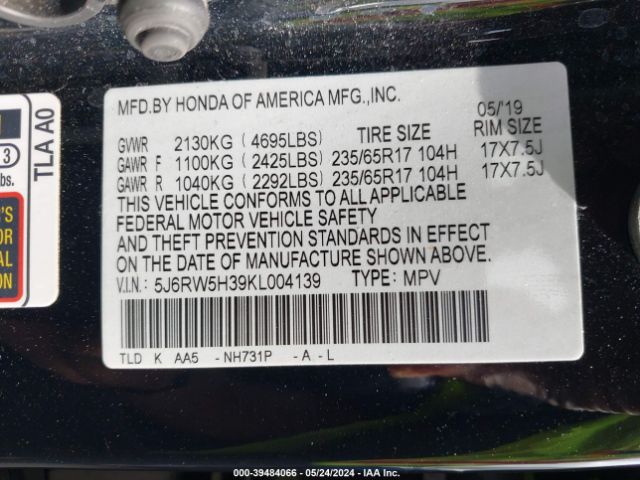 MFD.BY HONDA OF AMERICA MFG.,INC.
05/'19
GVWR 2130KG (4695LBS) TIRE SIZE RIM SIZE
GAWR F 1100KG (2425LBS) 235/65R17 104H 17X7.5J
GAWR R 1040KG (2292LBS) 235/65R17 104H 17X7.5J
THIS VEHICLE CONFORMS TO ALL APPLICABLE
FEDERAL MOTOR VEHICLE SAFETY
AND THEFT PREVENTION STANDARDS IN EFFECT
ON THE DATE OF MANUFACTURE SHOWN ABOVE.
V.I.N.: 5J6RW5H39KL004139 TYPE: MPV
TLD K AA5 - NH731P - A - L
TLA A0
3
lbs.
000-39484066 - 05/24/2024 - IAA Inc.